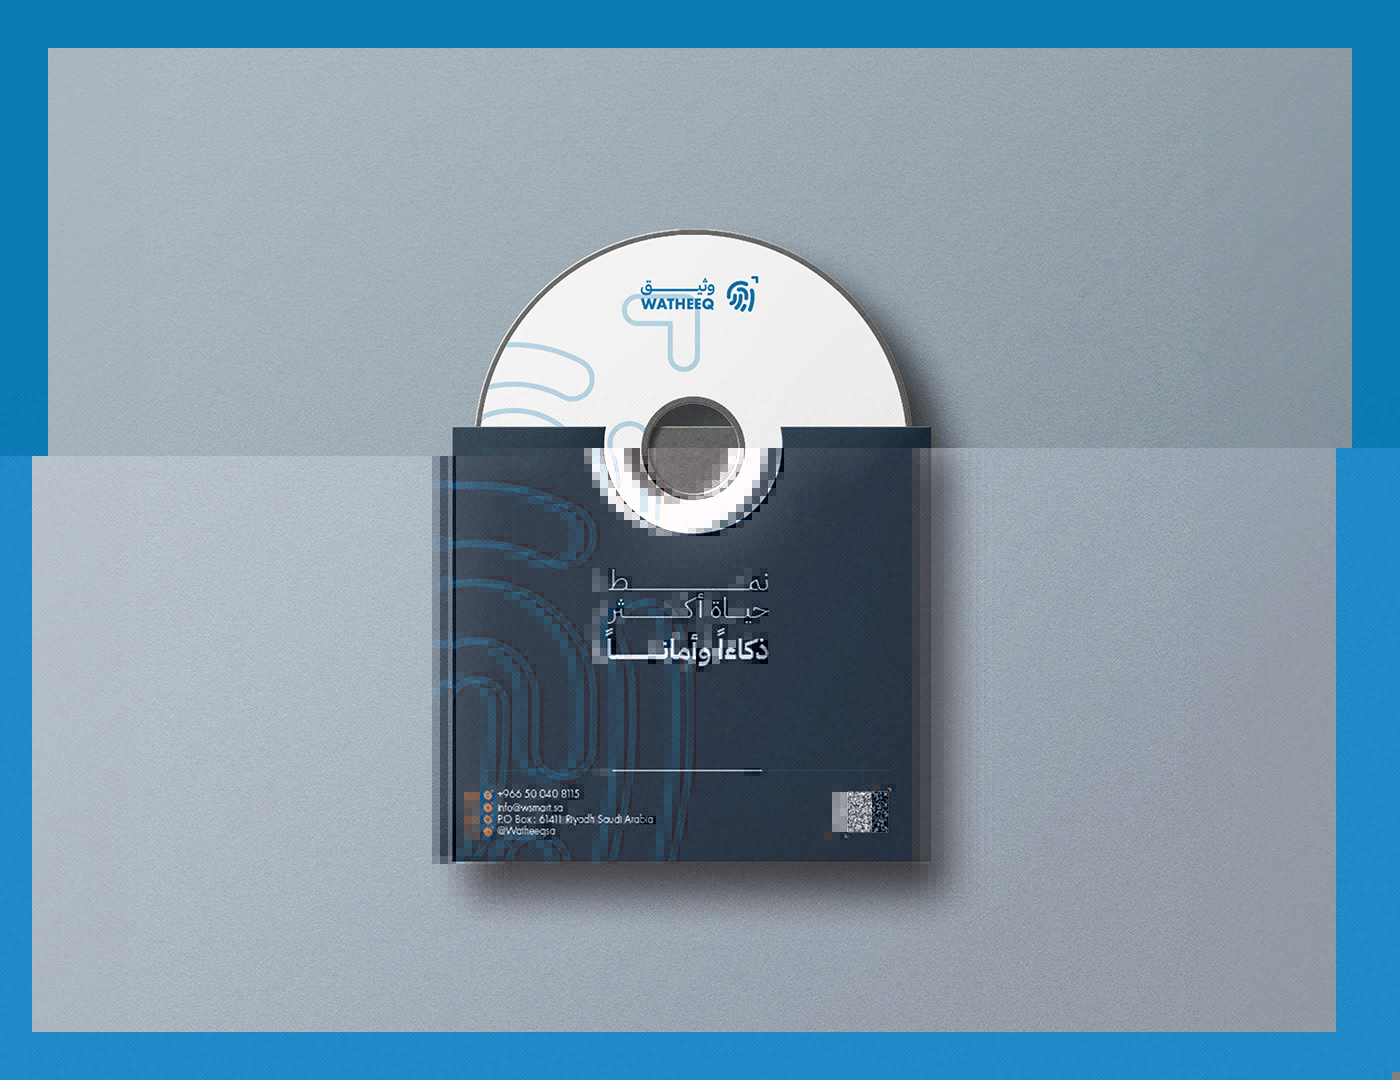 وثيق
WATHEEQ
نمط
حياة أكثر
ذكاءاً وأماناً
+966 50 040 8115
info@wsmart.sa
P.O Box : 61411 Riyadh Saudi Arabia
@Watheeqsa